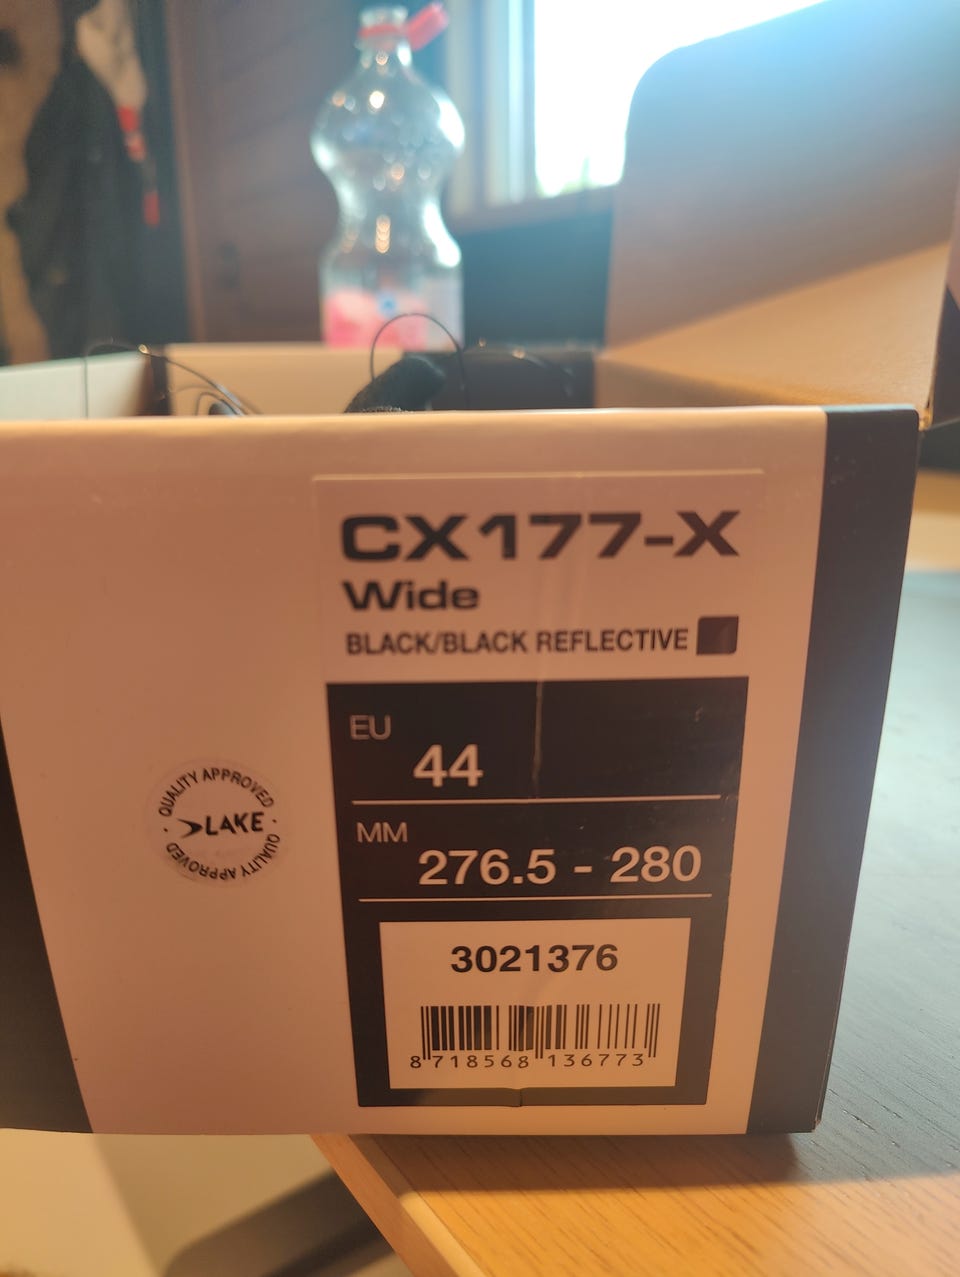 CX177-X
Wide
BLACK/BLACK REFLECTIVE
EU
44
MM
276.5 - 280
3021376
8 718568 136773
QUALITY APPROVED
LAKE
QUALITY APPROVED